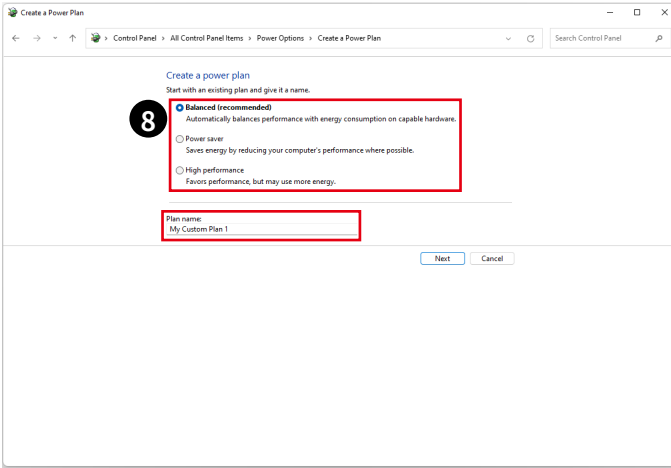 Create a Power Plan
Control Panel > All Control Panel Items > Power Options > Create a Power Plan
Search Control Panel
Create a power plan
Start with an existing plan and give it a name.
8
Balanced (recommended)
Automatically balances performance with energy consumption on capable hardware.
Power saver
Saves energy by reducing your computer's performance where possible.
High performance
Favors performance, but may use more energy.
Plan name:
My Custom Plan 1
Next Cancel